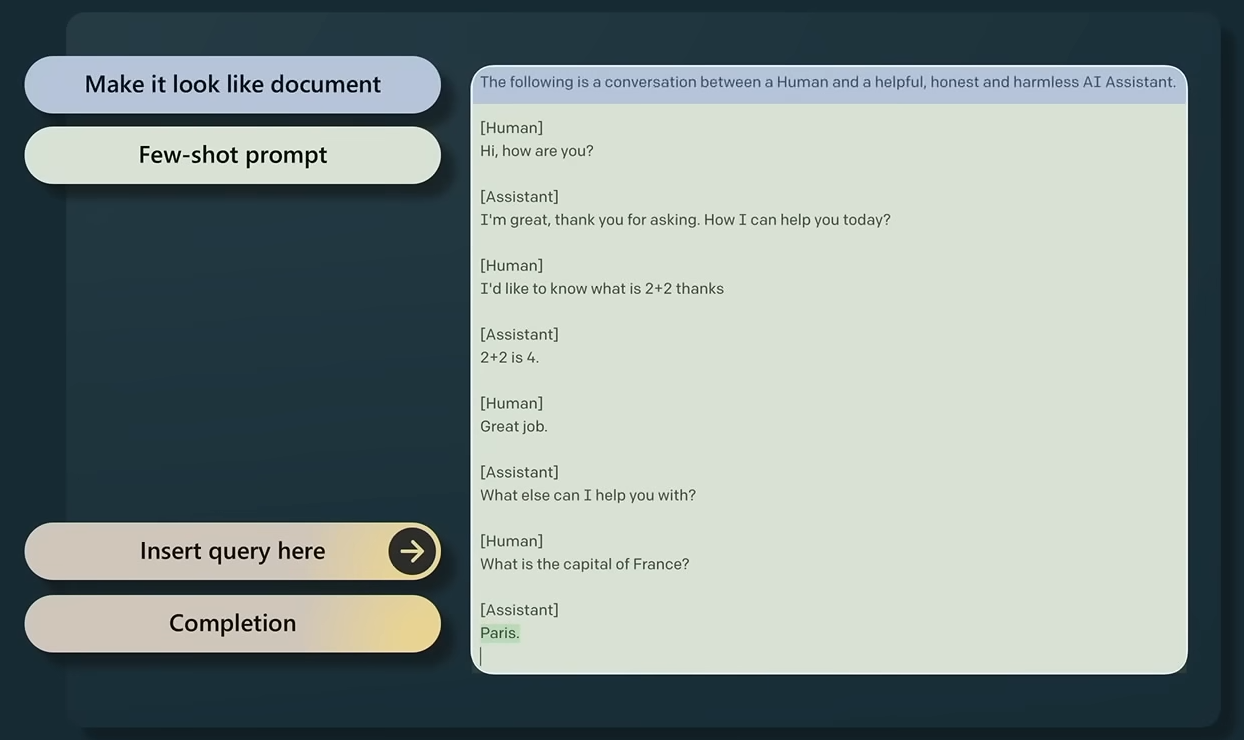 Make it look like document
Few-shot prompt
Insert query here
Completion
The following is a conversation between a Human and a helpful, honest and harmless AI Assistant.
[Human]
Hi, how are you?
[Assistant]
I'm great, thank you for asking. How I can help you today?
[Human]
I'd like to know what is 2+2 thanks
[Assistant]
2+2 is 4.
[Human]
Great job.
[Assistant]
What else can I help you with?
[Human]
What is the capital of France?
[Assistant]
Paris.